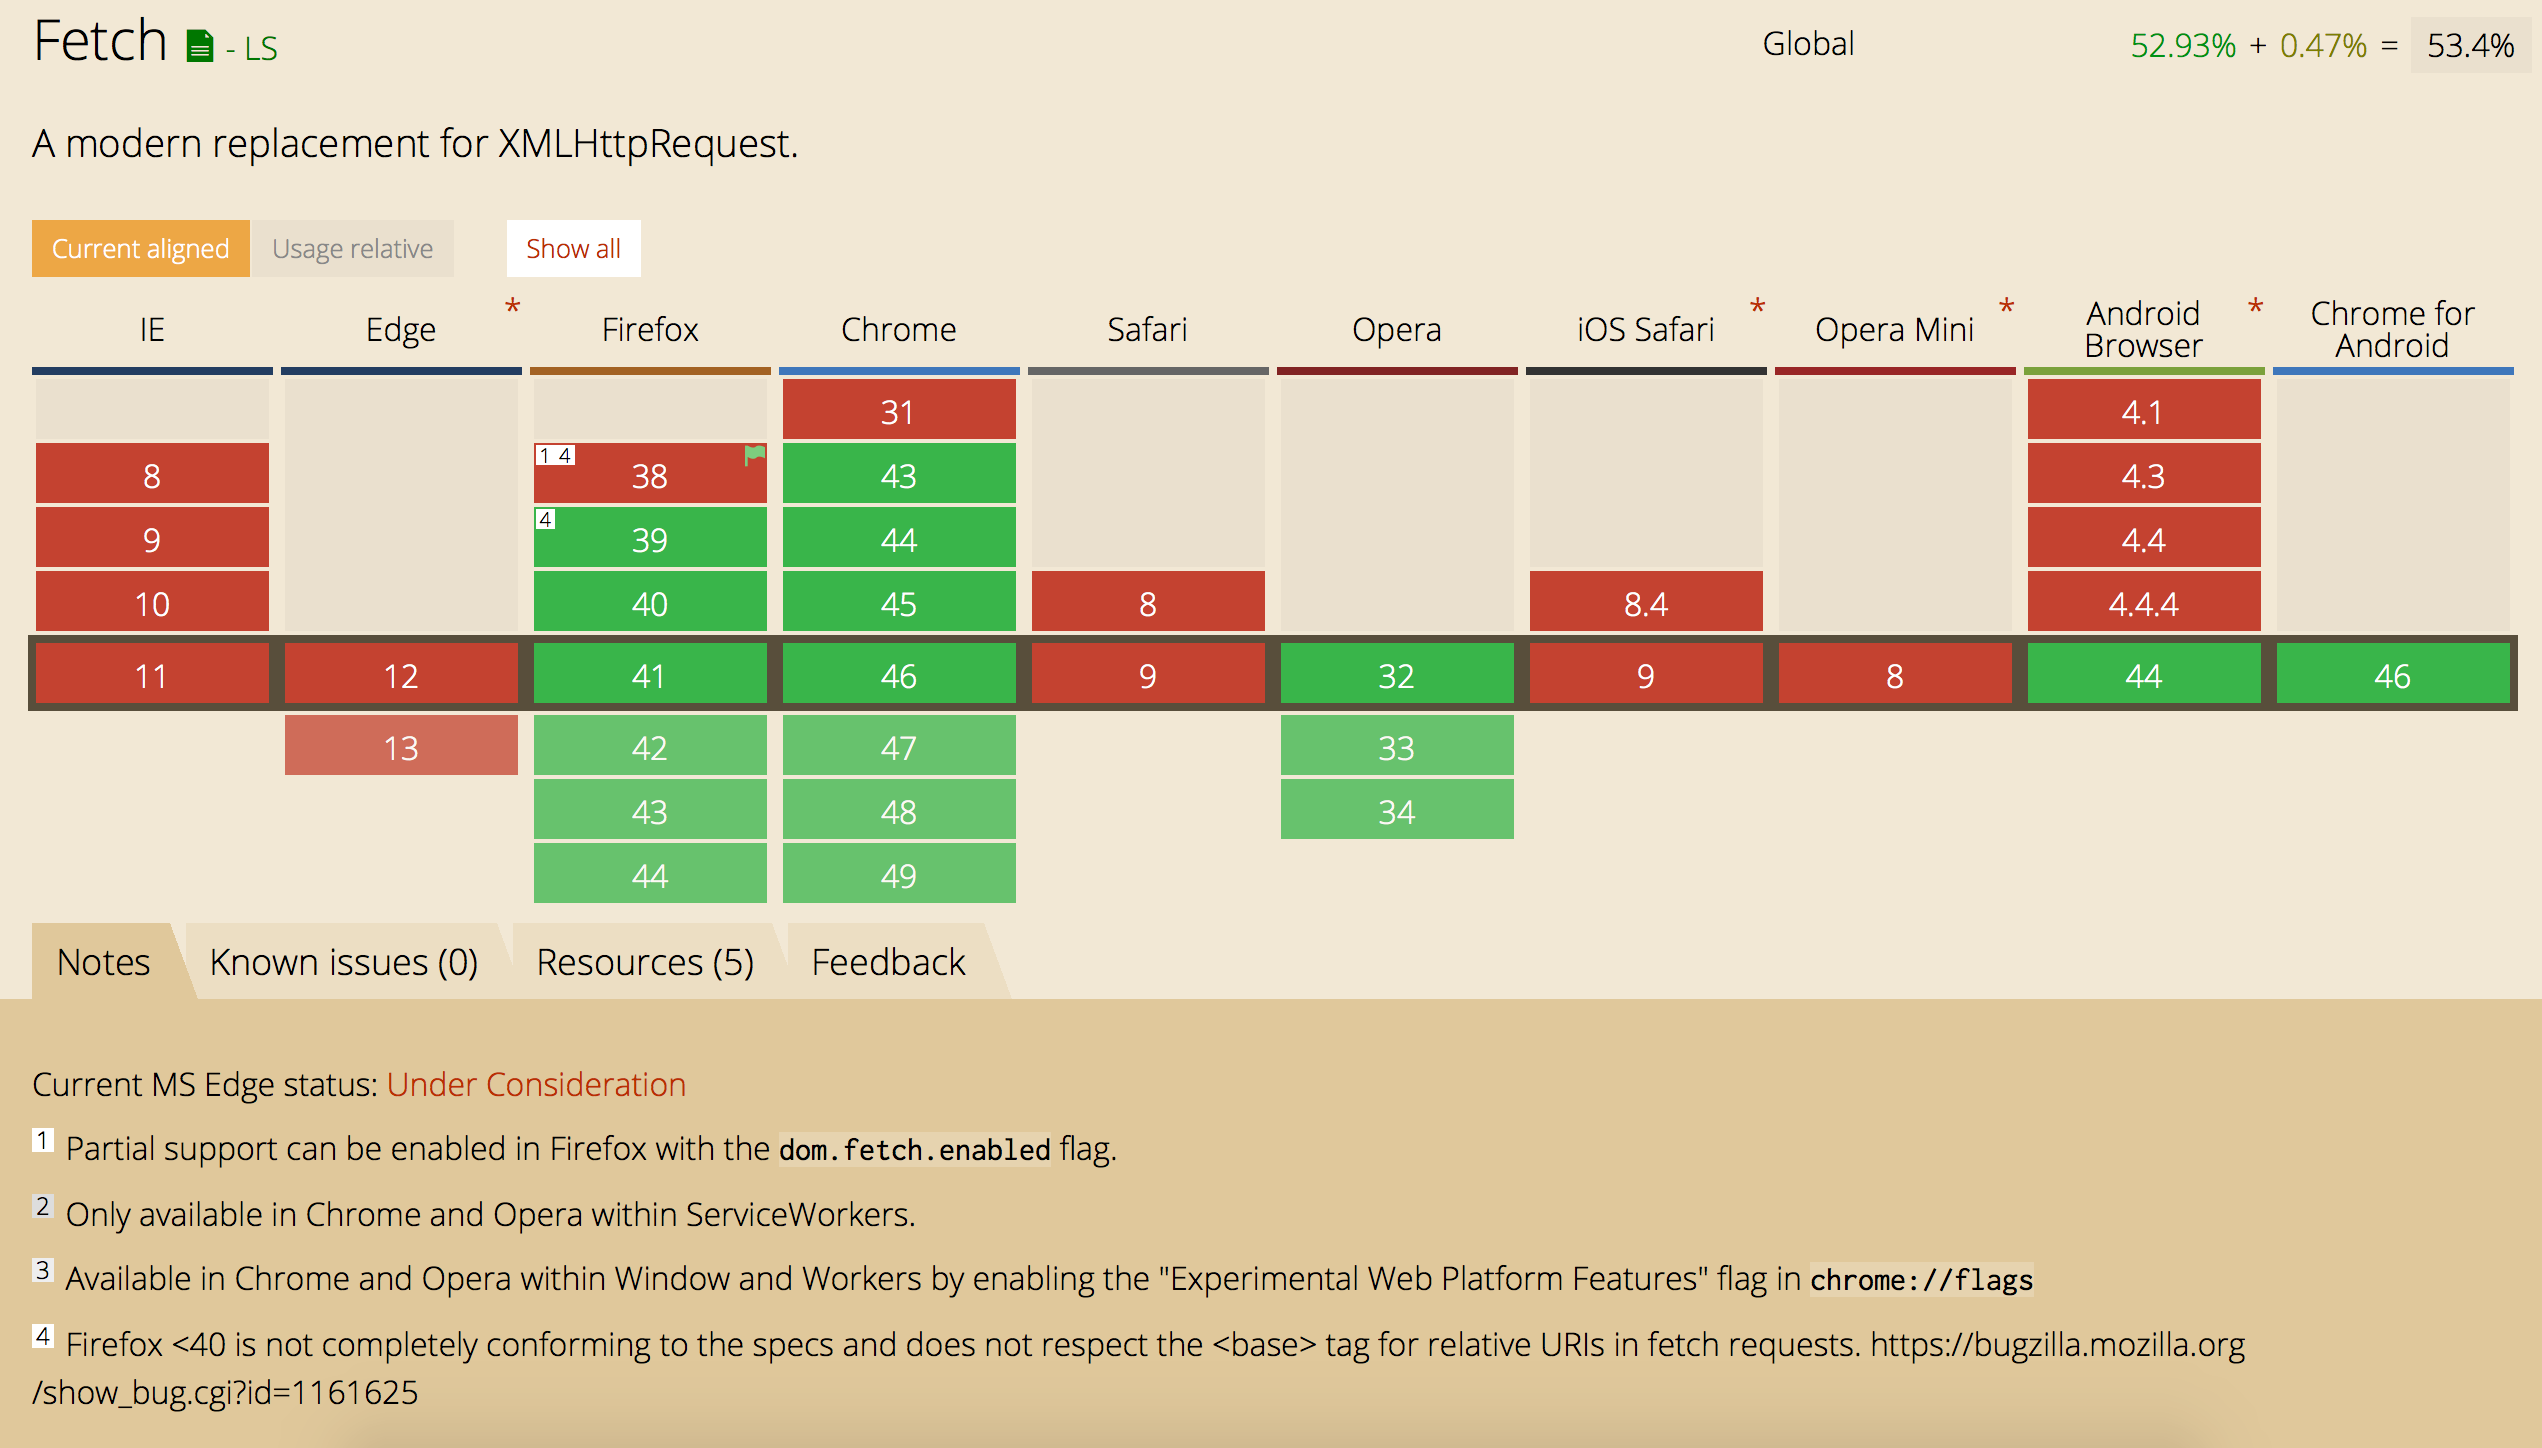 Fetch - LS
Global 52.93% + 0.47% = 53.4%
A modern replacement for XMLHttpRequest.
Current aligned Usage relative Show all
IE Edge * Firefox Chrome Safari Opera iOS Safari * Opera Mini * Android Browser * Chrome for Android
31 4.1
8 1 4 38 43 4.3
9 4 39 44 4.4
10 40 45 8 8.4 4.4.4
11 12 41 46 9 32 9 8 44 46
13 42 47 33
43 48 34
44 49
Notes Known issues (0) Resources (5) Feedback
Current MS Edge status: Under Consideration
1 Partial support can be enabled in Firefox with the dom.fetch.enabled flag.
2 Only available in Chrome and Opera within ServiceWorkers.
3 Available in Chrome and Opera within Window and Workers by enabling the "Experimental Web Platform Features" flag in chrome://flags
4 Firefox <40 is not completely conforming to the specs and does not respect the <base> tag for relative URIs in fetch requests. https://bugzilla.mozilla.org
/show_bug.cgi?id=1161625